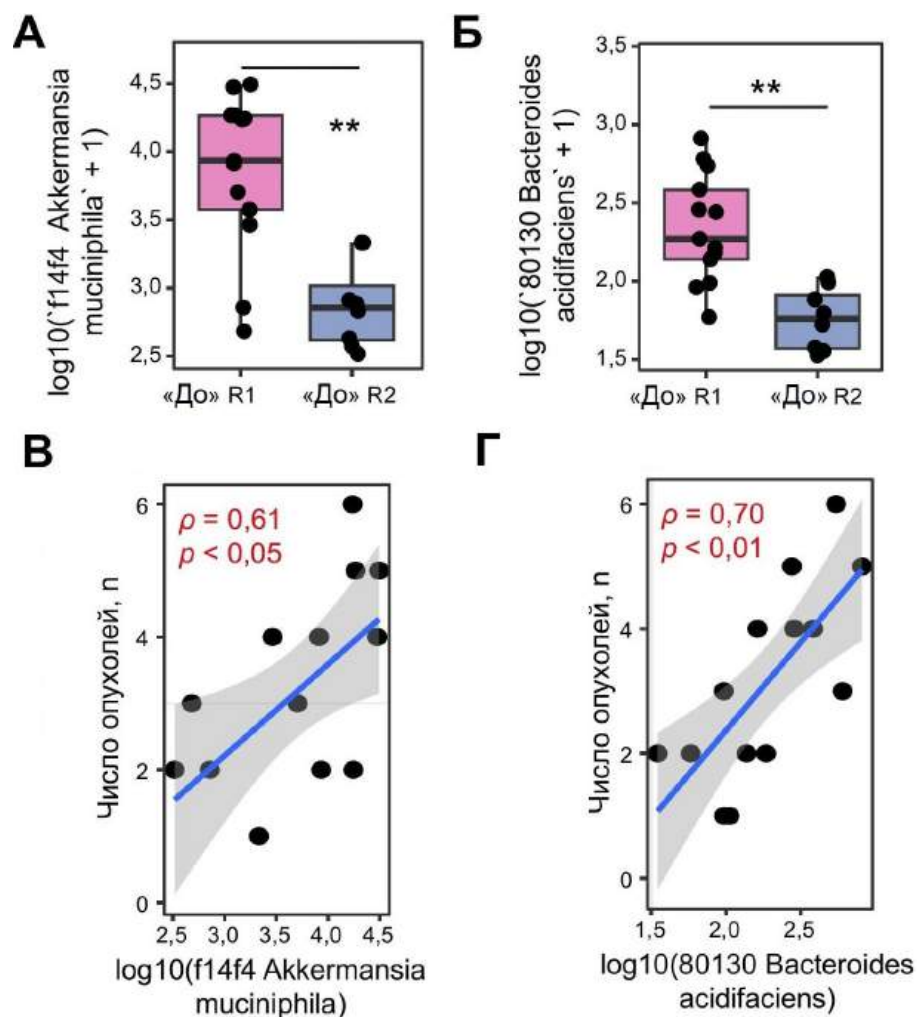 А
log10(`f14f4 Akkermansia
muciniphila` + 1)
4,5
4,0
3,5
3,0
2,5
**
«До» R1
«До» R2
Б
log10(`80130 Bacteroides
acidifaciens` + 1)
3,5
3,0
2,5
2,0
1,5
**
«До» R1
«До» R2
В
Число опухолей, n
6
4
2
0
ρ = 0,61
p < 0,05
2,5
3,0
3,5
4,0
4,5
log10(f14f4 Akkermansia
muciniphila)
Г
Число опухолей, n
6
4
2
0
ρ = 0,70
p < 0,01
1,5
2,0
2,5
log10(80130 Bacteroides
acidifaciens)